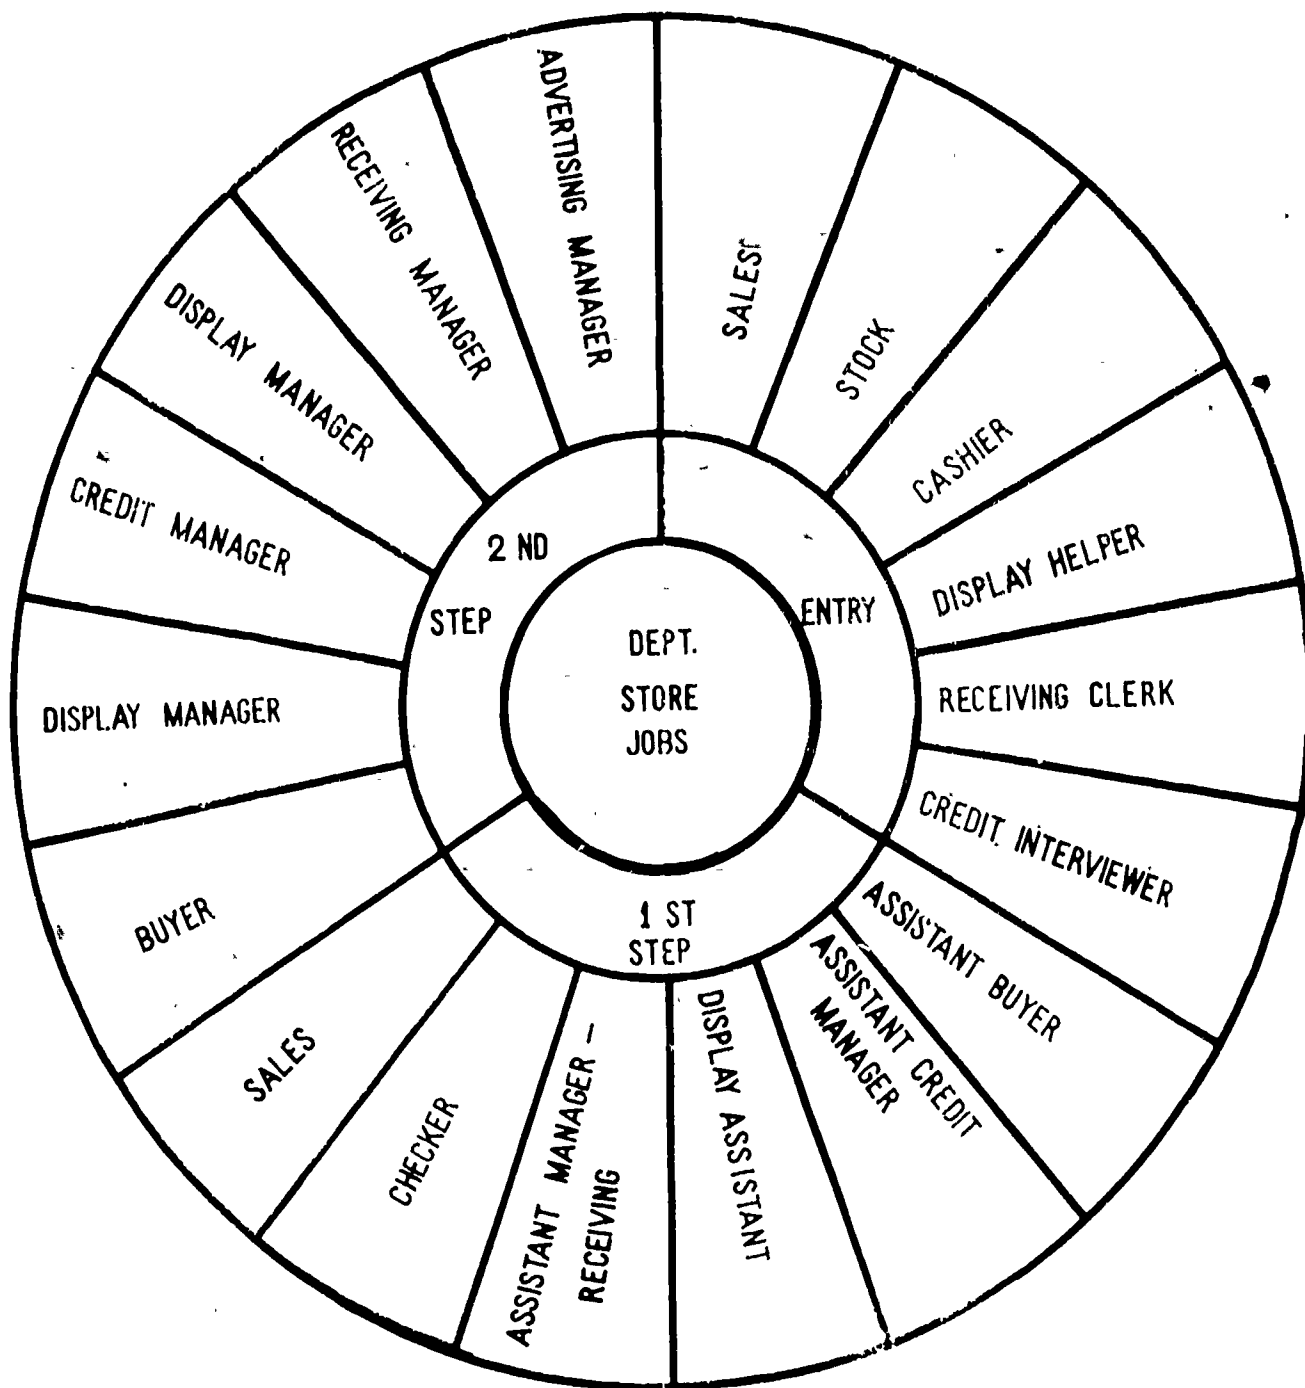 DEPT.
STORE
JOBS
ENTRY
SALES
STOCK
CASHIER
DISPLAY HELPER
RECEIVING CLERK
CREDIT INTERVIEWER
1 ST
STEP
ASSISTANT BUYER
ASSISTANT CREDIT
MANAGER
DISPLAY ASSISTANT
ASSISTANT MANAGER –
RECEIVING
CHECKER
SALES
2 ND
STEP
BUYER
DISPLAY MANAGER
CREDIT MANAGER
DISPLAY MANAGER
RECEIVING MANAGER
ADVERTISING MANAGER